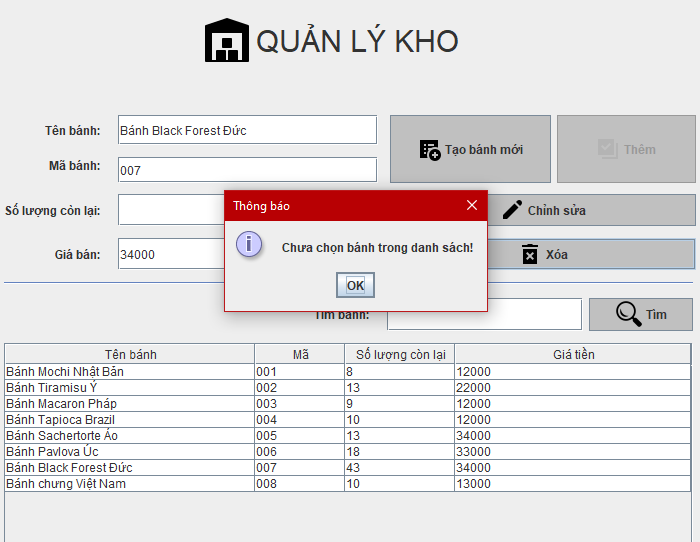 QUẢN LÝ KHO
Tên bánh: Bánh Black Forest Đức Tạo bánh mới Thêm
Mã bánh: 007
Số lượng còn lại: Chỉnh sửa
Thông báo
Chưa chọn bánh trong danh sách!
OK
Giá bán: 34000 Xóa
Tìm bánh: Tìm
Tên bánh Mã Số lượng còn lại Giá tiền
Bánh Mochi Nhật Bản 001 8 12000
Bánh Tiramisu Ý 002 13 22000
Bánh Macaron Pháp 003 9 12000
Bánh Tapioca Brazil 004 10 12000
Bánh Sachertorte Áo 005 13 34000
Bánh Pavlova Úc 006 18 33000
Bánh Black Forest Đức 007 43 34000
Bánh chưng Việt Nam 008 10 13000